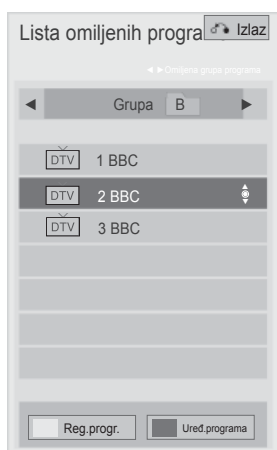 Lista omiljenih progra
Izlaz
◄ ►Omiljena grupa programa
◄ Grupa B ►
DTV 1 BBC
DTV 2 BBC
DTV 3 BBC
Reg.progr. Uređ.programa